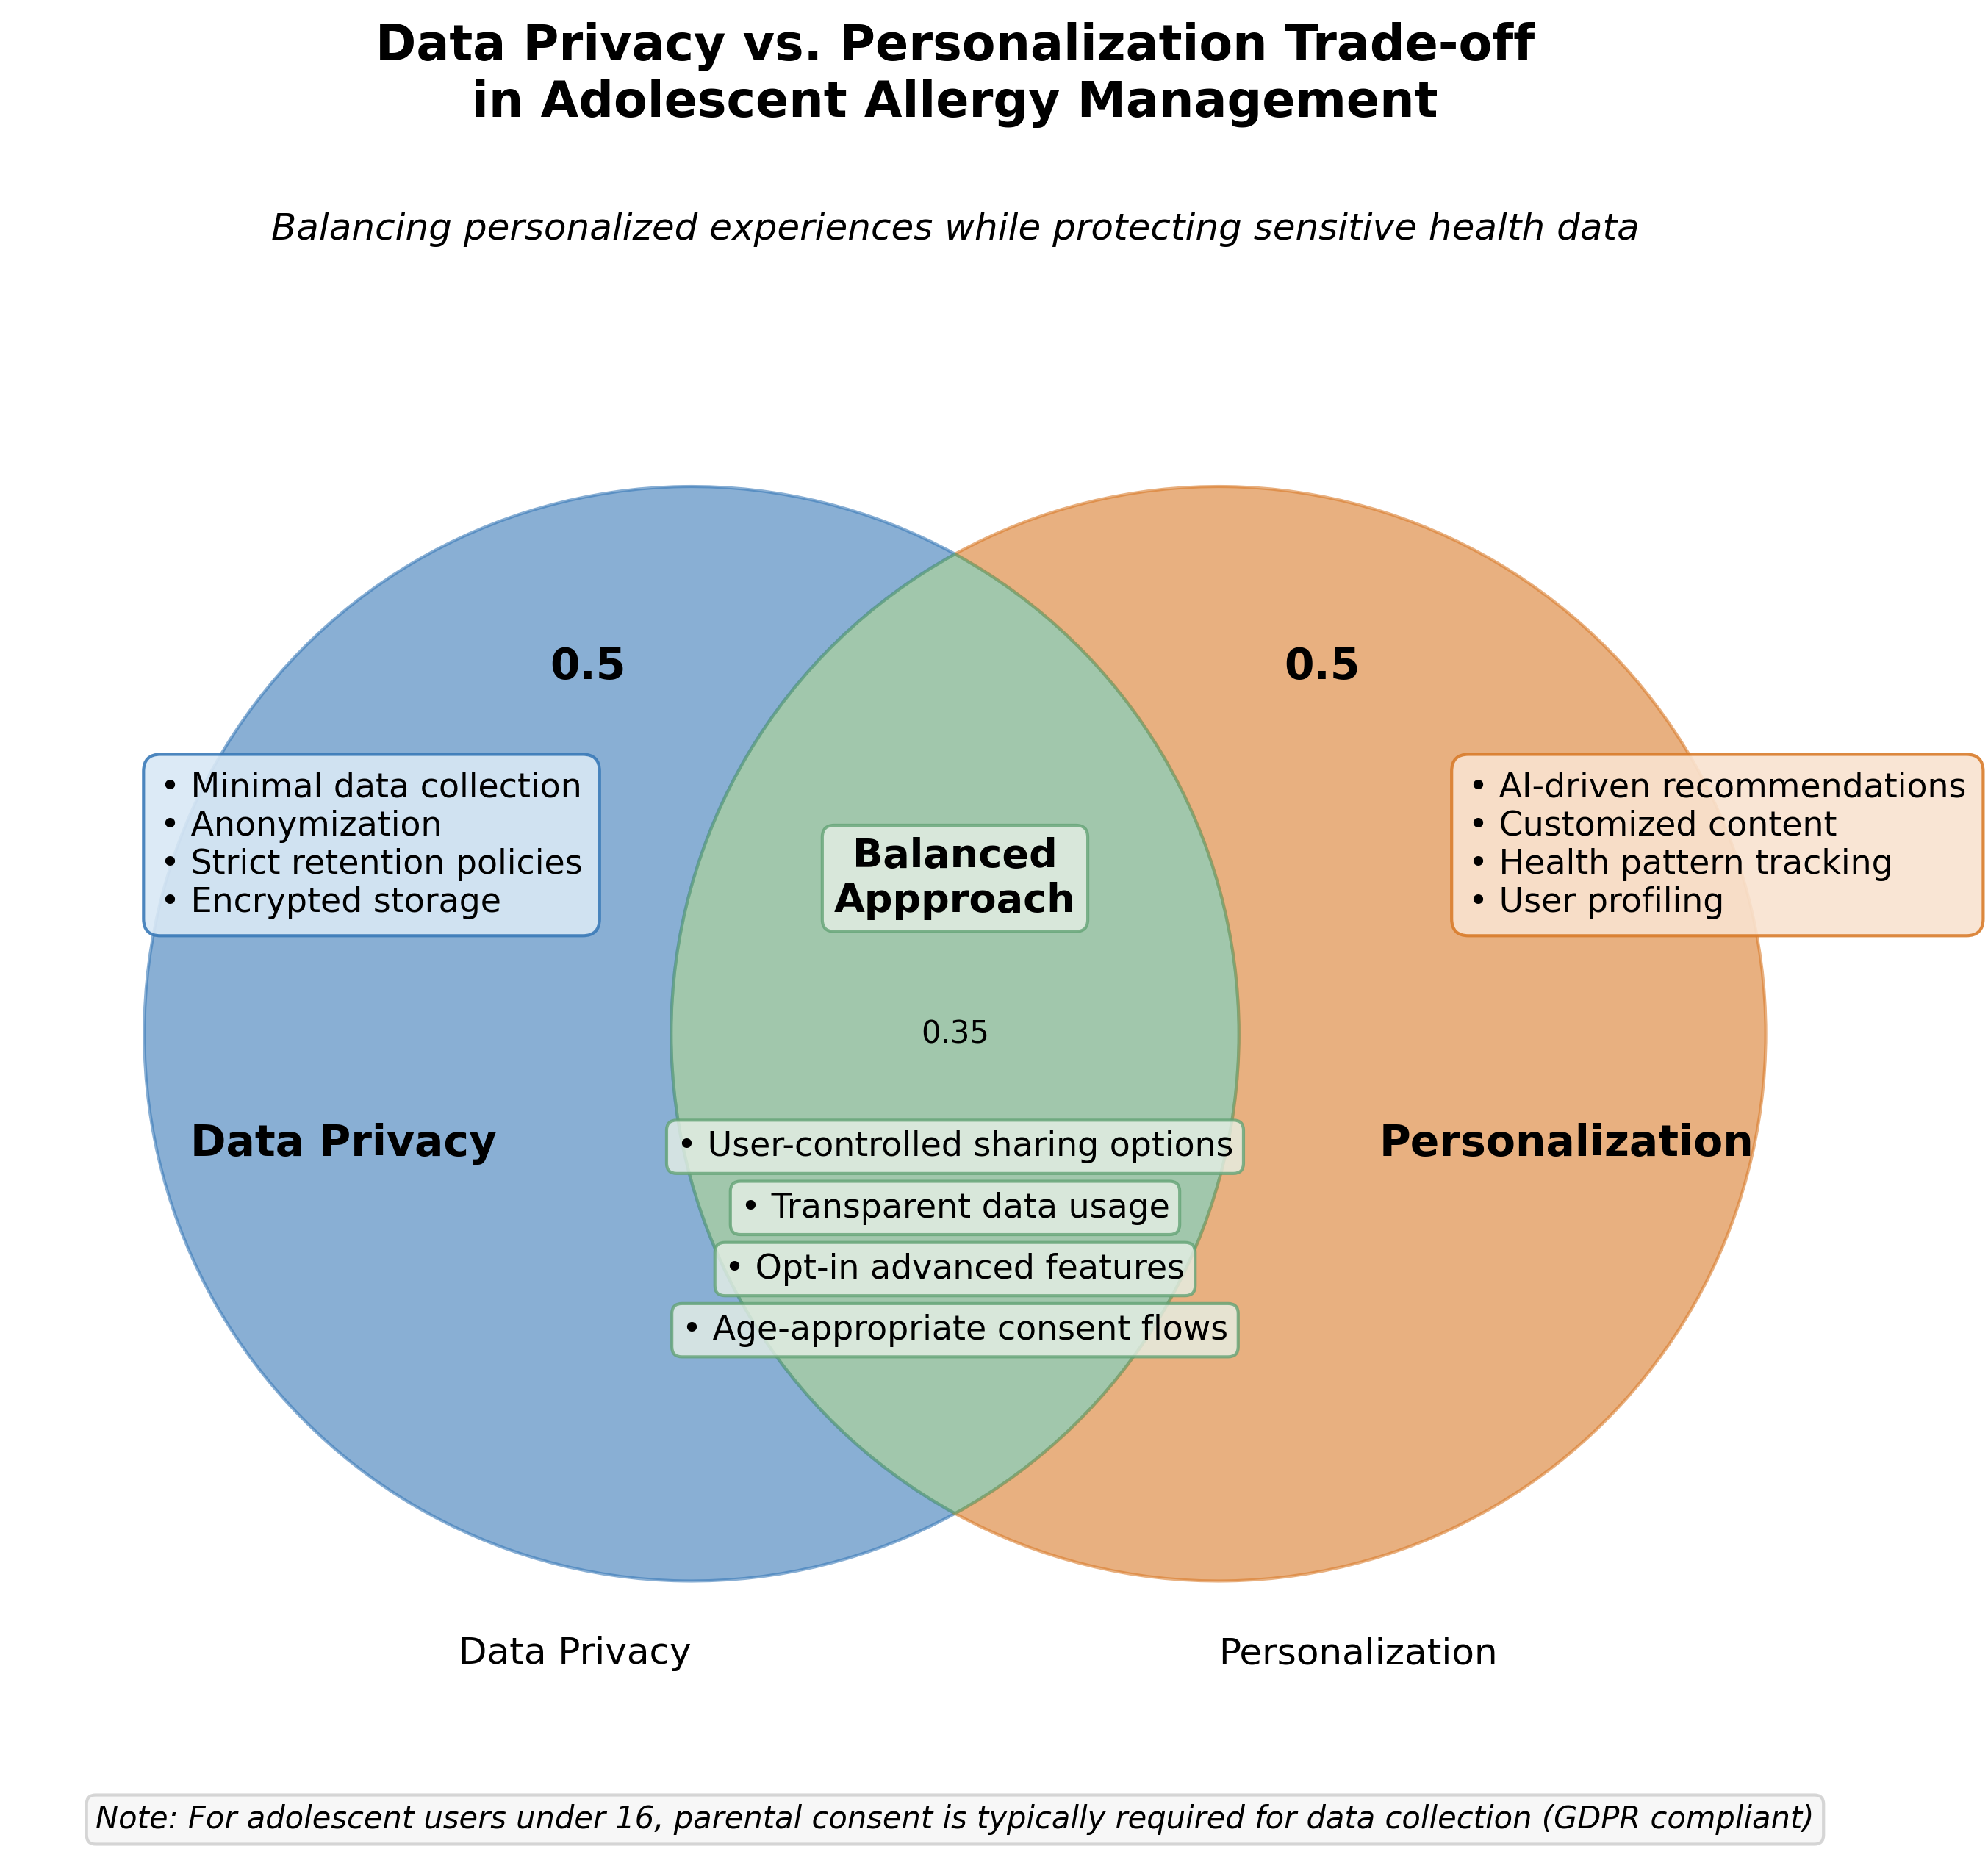 Data Privacy vs. Personalization Trade-off
in Adolescent Allergy Management
Balancing personalized experiences while protecting sensitive health data
0.5
0.5
• Minimal data collection
• Anonymization
• Strict retention policies
• Encrypted storage
• AI-driven recommendations
• Customized content
• Health pattern tracking
• User profiling
Balanced
Appproach
0.35
Data Privacy
Personalization
• User-controlled sharing options
• Transparent data usage
• Opt-in advanced features
• Age-appropriate consent flows
Data Privacy
Personalization
Note: For adolescent users under 16, parental consent is typically required for data collection (GDPR compliant)